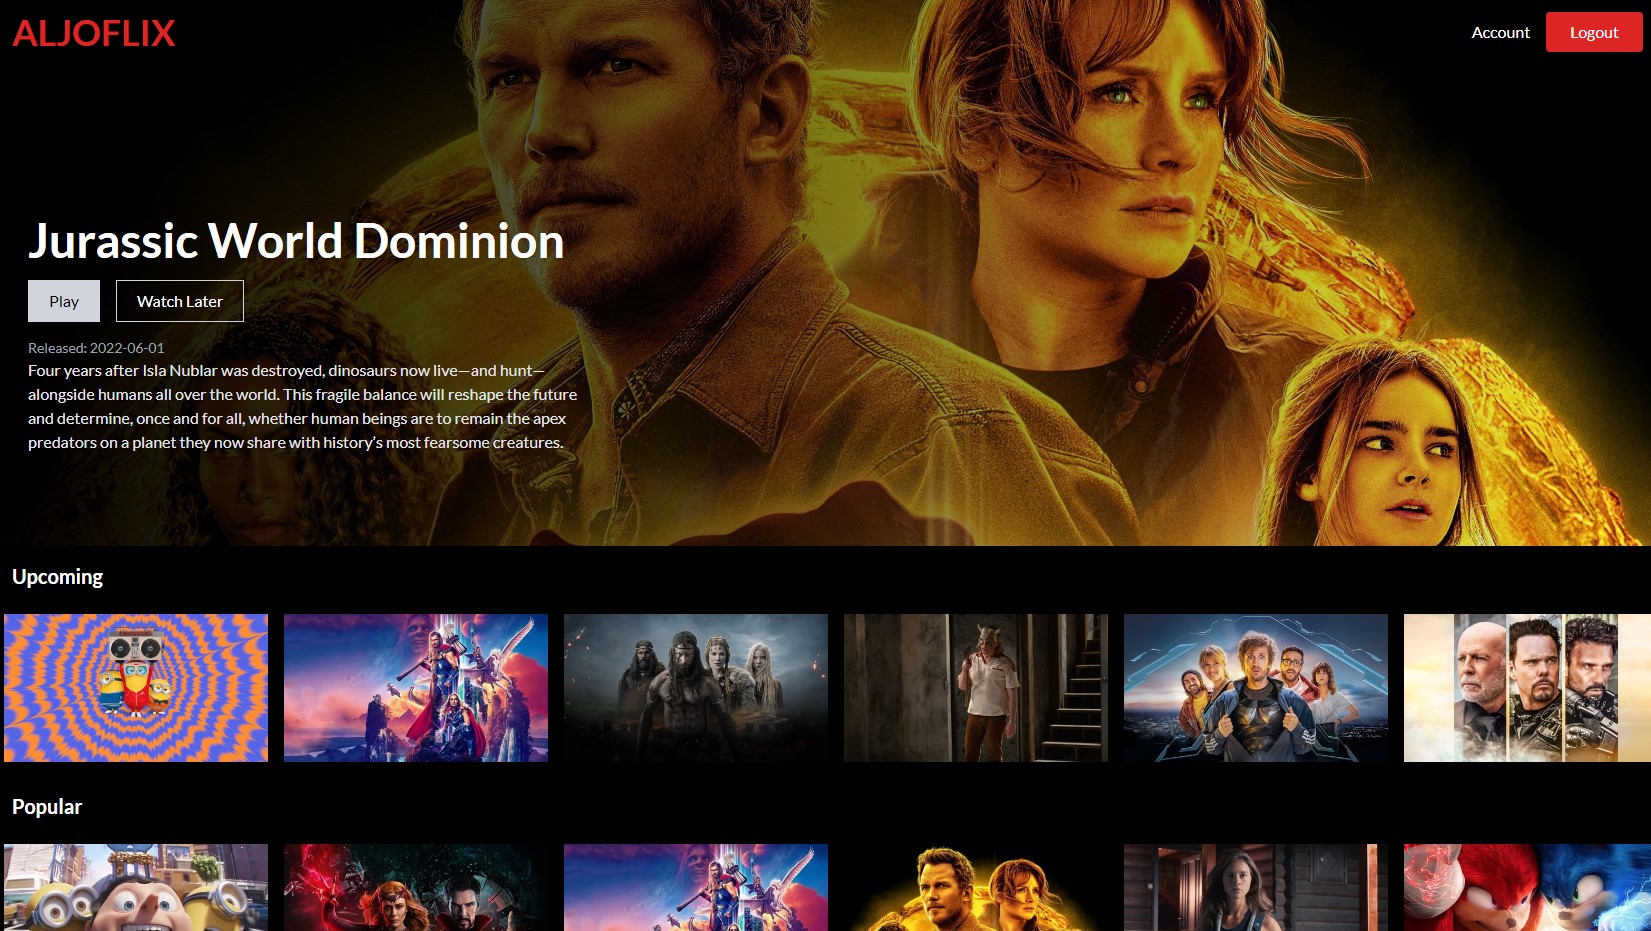 ALJOFLIX
Account
Logout
Jurassic World Dominion
Play
Watch Later
Released: 2022-06-01
Four years after Isla Nublar was destroyed, dinosaurs now live—and hunt—
alongside humans all over the world. This fragile balance will reshape the future
and determine, once and for all, whether human beings are to remain the apex
predators on a planet they now share with history’s most fearsome creatures.
Upcoming
Popular